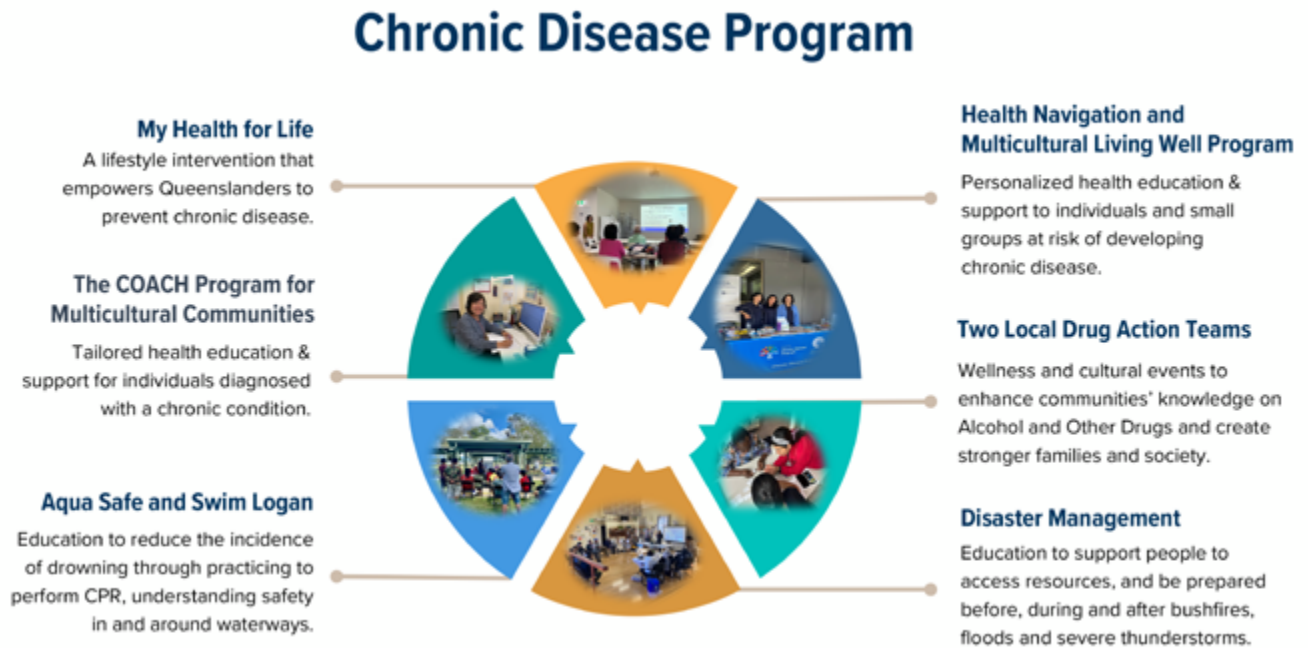 Chronic Disease Program
My Health for Life
A lifestyle intervention that
empowers Queenslanders to
prevent chronic disease.
The COACH Program for
Multicultural Communities
Tailored health education &
support for individuals diagnosed
with a chronic condition.
Aqua Safe and Swim Logan
Education to reduce the incidence
of drowning through practicing to
perform CPR, understanding safety
in and around waterways.
Health Navigation and
Multicultural Living Well Program
Personalized health education &
support to individuals and small
groups at risk of developing
chronic disease.
Two Local Drug Action Teams
Wellness and cultural events to
enhance communities' knowledge on
Alcohol and Other Drugs and create
stronger families and society.
Disaster Management
Education to support people to
access resources, and be prepared
before, during and after bushfires,
floods and severe thunderstorms.